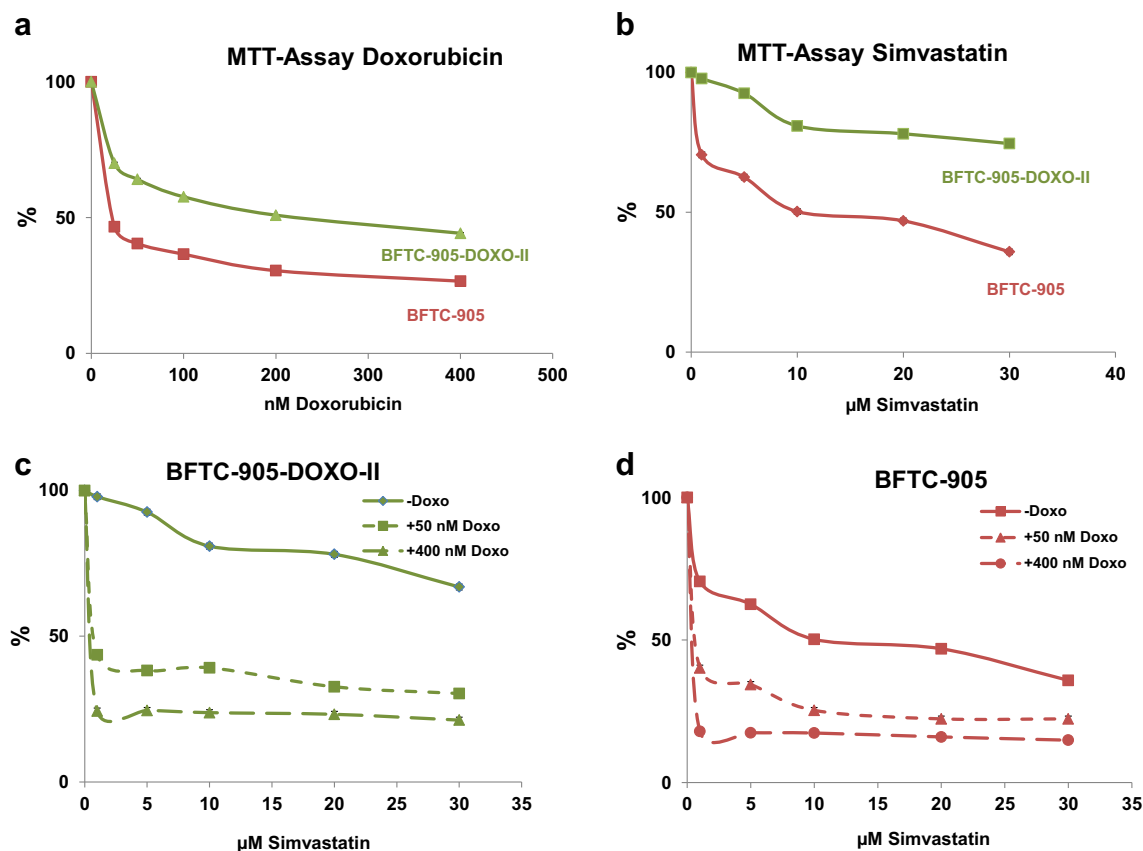 a
MTT-Assay Doxorubicin
100
50
0
%
0 100 200 300 400 500
nM Doxorubicin
BFTC-905-DOXO-II
BFTC-905
b
MTT-Assay Simvastatin
100
50
0
%
0 10 20 30 40
µM Simvastatin
BFTC-905-DOXO-II
BFTC-905
c
BFTC-905-DOXO-II
100
50
0
%
-Doxo
+50 nM Doxo
+400 nM Doxo
0 5 10 15 20 25 30 35
µM Simvastatin
d
BFTC-905
100
50
0
%
-Doxo
+50 nM Doxo
+400 nM Doxo
0 5 10 15 20 25 30 35
µM Simvastatin